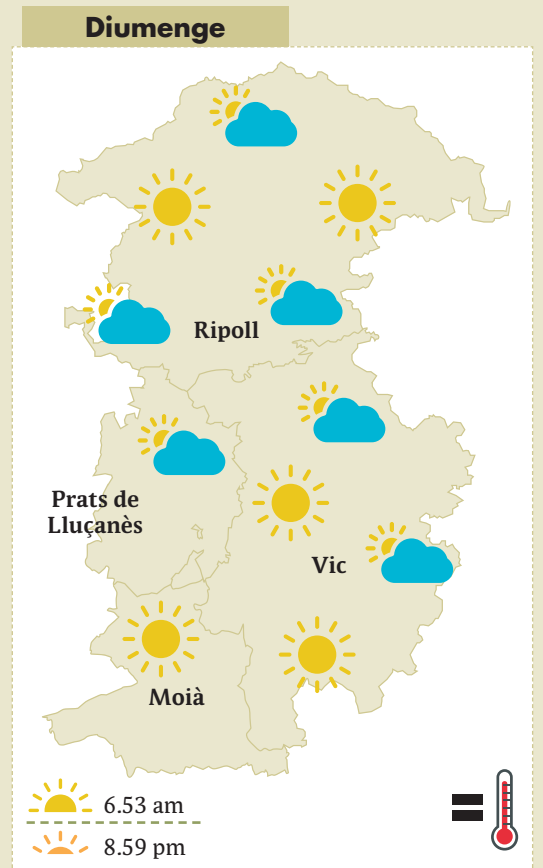 Diumenge
Ripoll
Prats de
Lluçanès
Vic
Moià
6.53 am
8.59 pm
=